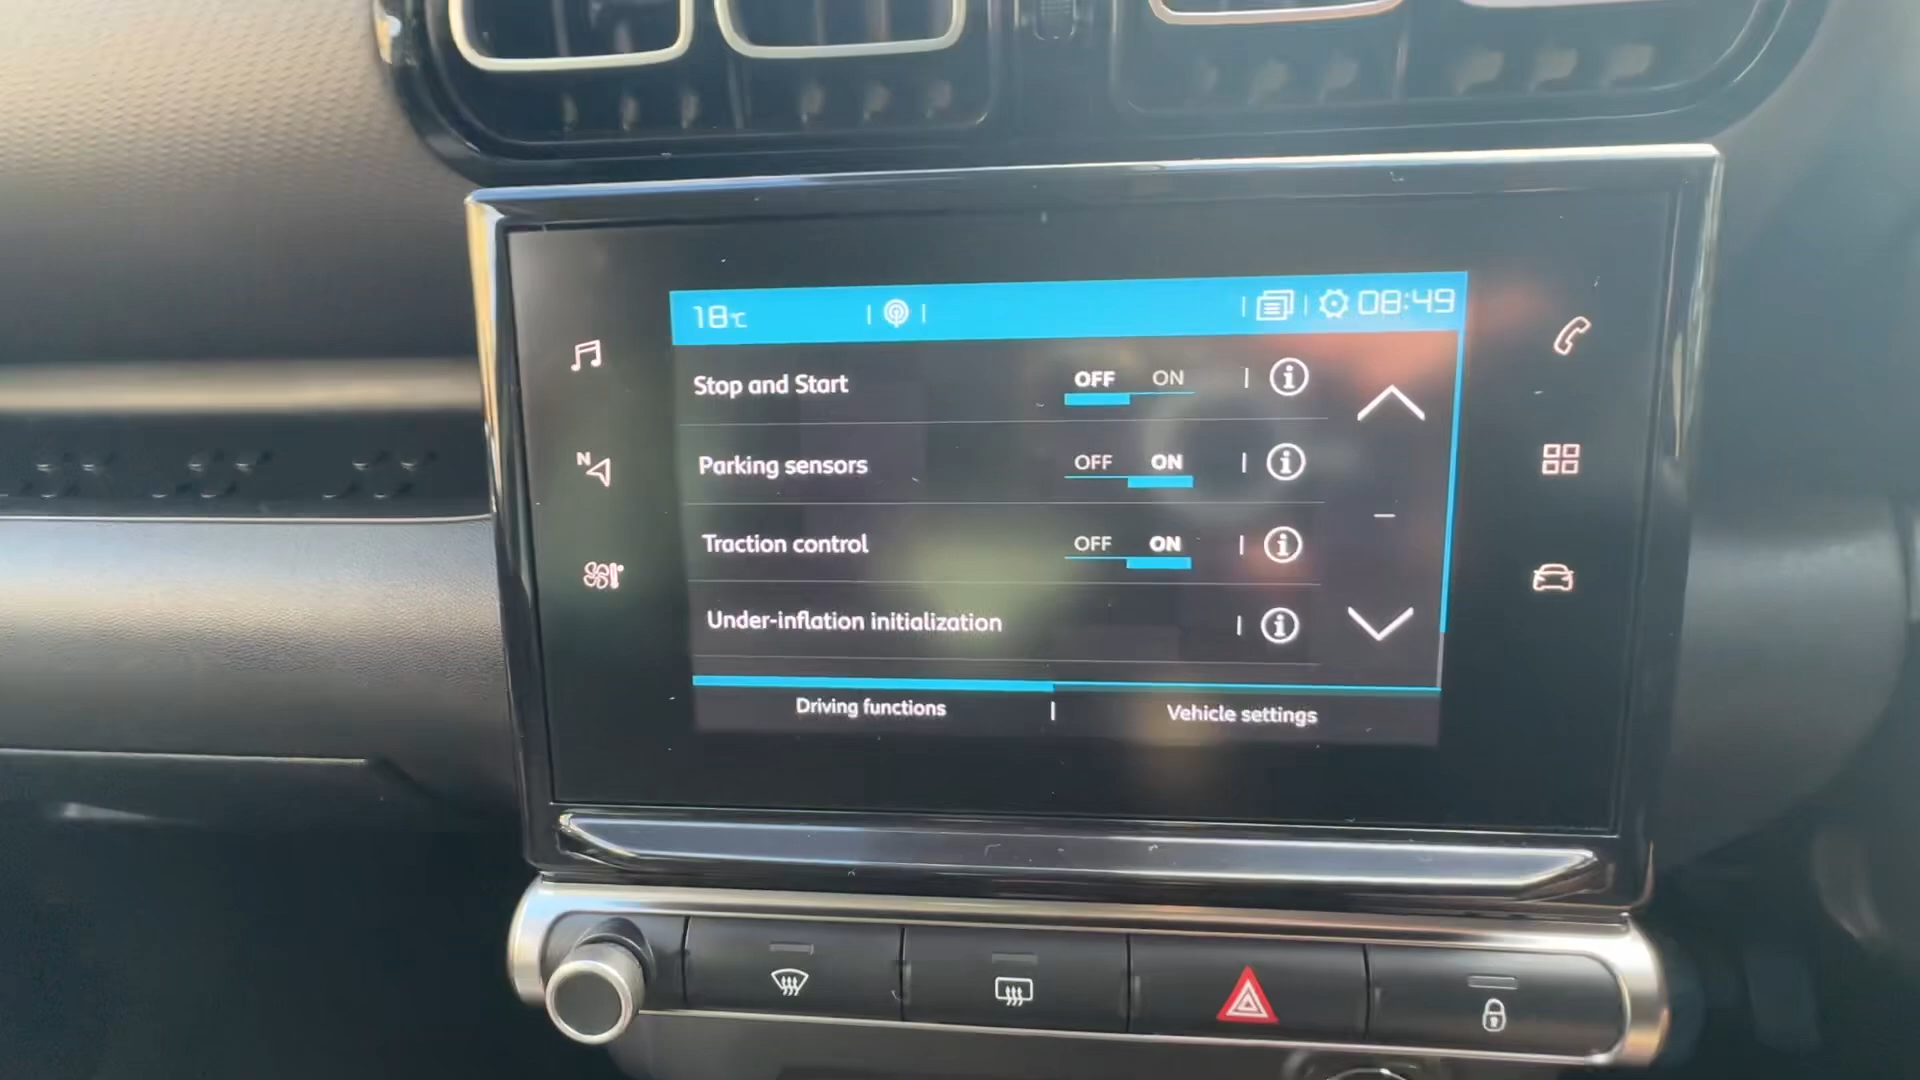 18°C 08:49
Stop and Start OFF ON
Parking sensors OFF ON
Traction control OFF ON
Under-inflation initialization
Driving functions Vehicle settings
N